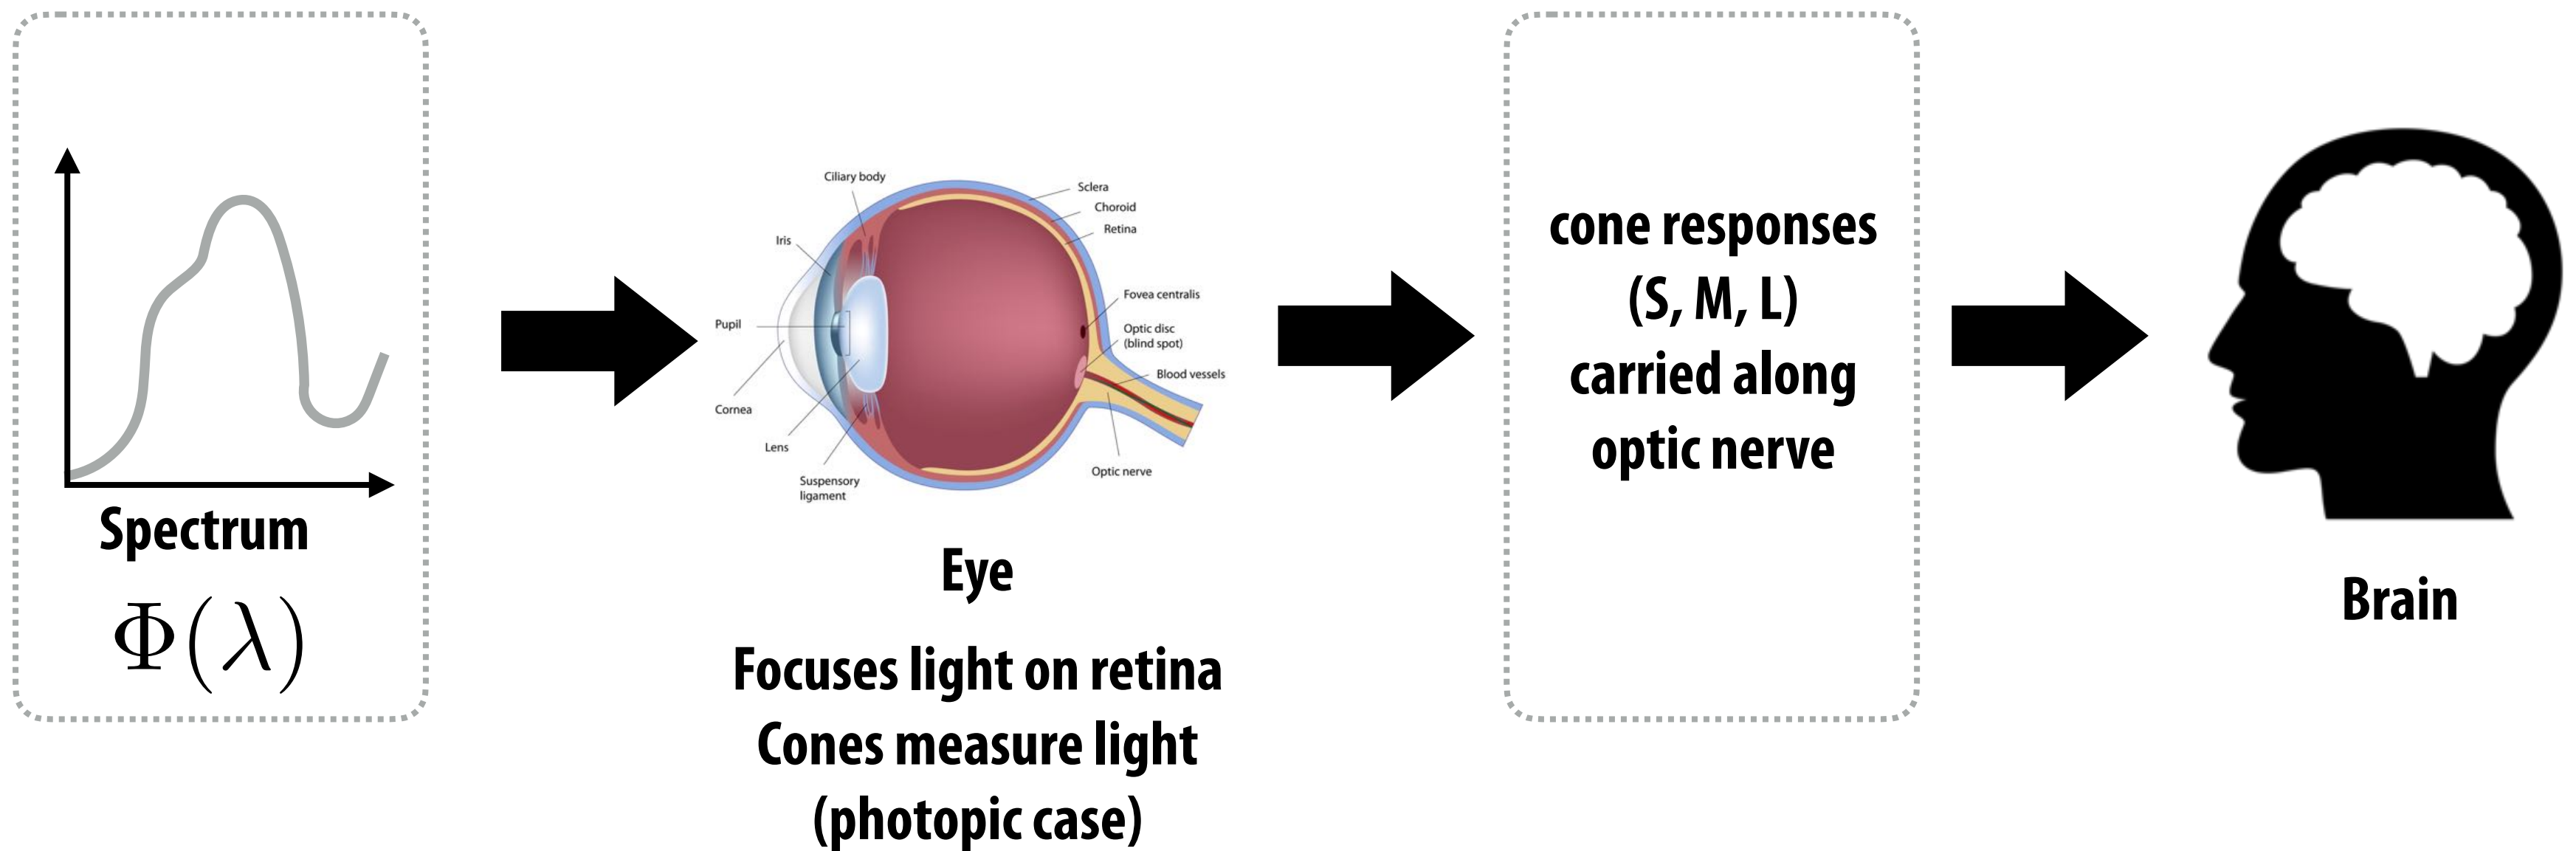 Spectrum
Φ(λ)
Ciliary body
Iris
Pupil
Cornea
Lens
Suspensory
ligament
Sclera
Choroid
Retina
Fovea centralis
Optic disc
(blind spot)
Blood vessels
Optic nerve
Eye
Focuses light on retina
Cones measure light
(photopic case)
cone responses
(S, M, L)
carried along
optic nerve
Brain